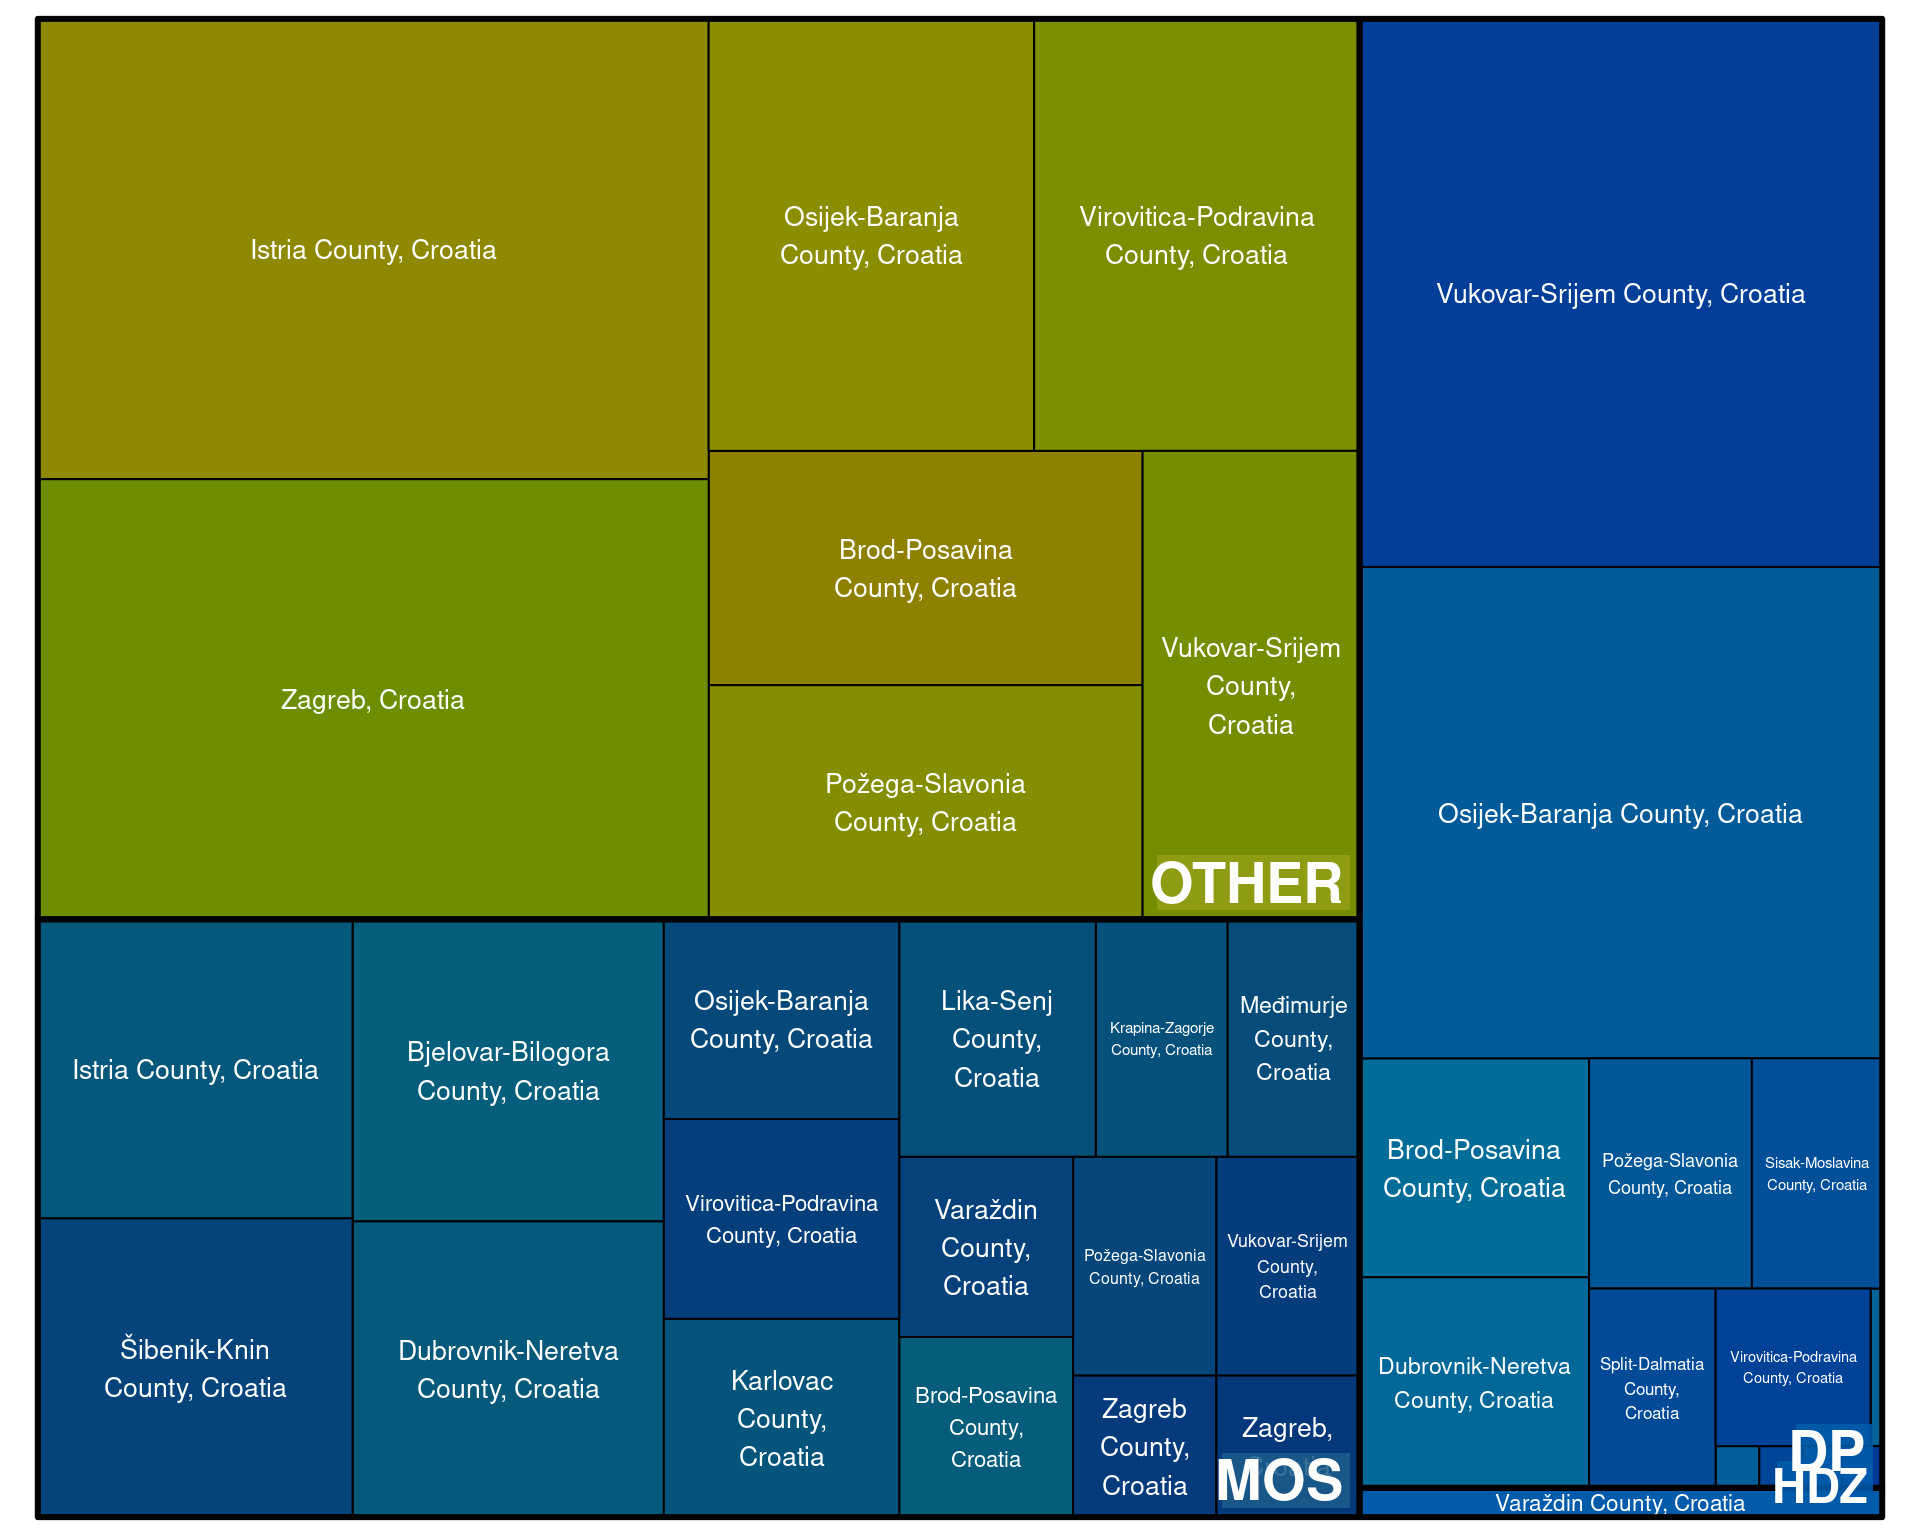 Istria County, Croatia
Osijek-Baranja
County, Croatia
Virovitica-Podravina
County, Croatia
Zagreb, Croatia
Brod-Posavina
County, Croatia
Požega-Slavonia
County, Croatia
Vukovar-Srijem
County,
Croatia
OTHER
Vukovar-Srijem County, Croatia
Osijek-Baranja County, Croatia
Istria County, Croatia
Šibenik-Knin
County, Croatia
Bjelovar-Bilogora
County, Croatia
Dubrovnik-Neretva
County, Croatia
Osijek-Baranja
County, Croatia
Virovitica-Podravina
County, Croatia
Karlovac
County,
Croatia
Lika-Senj
County,
Croatia
Krapina-Zagorje
County, Croatia
Međimurje
County,
Croatia
Varaždin
County,
Croatia
Brod-Posavina
County,
Croatia
Požega-Slavonia
County, Croatia
Vukovar-Srijem
County,
Croatia
Zagreb
County,
Croatia
Zagreb,
MOS
Brod-Posavina
County, Croatia
Požega-Slavonia
County, Croatia
Sisak-Moslavina
County, Croatia
Dubrovnik-Neretva
County, Croatia
Split-Dalmatia
County,
Croatia
Virovitica-Podravina
County, Croatia
DP
HDZ
Varaždin County, Croatia